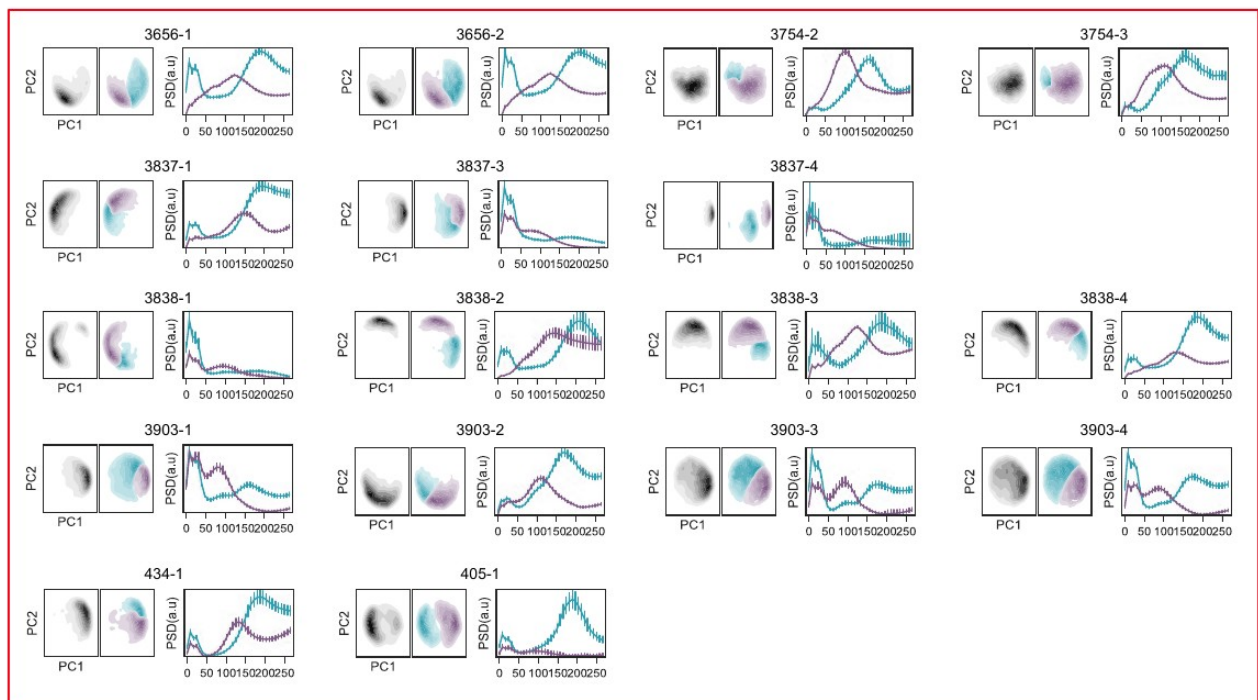 3656-1 3656-2 3754-2 3754-3
PC2 PSD(a.u) PC2 PSD(a.u) PC2 PSD(a.u) PC2 PSD(a.u)
PC1 0 50 100150200250 PC1 0 50 100150200250 PC1 0 50 100150200250 PC1 0 50 100150200250
3837-1 3837-3 3837-4
PC2 PSD(a.u) PC2 PSD(a.u) PC2 PSD(a.u)
PC1 0 50 100150200250 PC1 0 50 100150200250 PC1 0 50 100150200250
3838-1 3838-2 3838-3 3838-4
PC2 PSD(a.u) PC2 PSD(a.u) PC2 PSD(a.u) PC2 PSD(a.u)
PC1 0 50 100150200250 PC1 0 50 100150200250 PC1 0 50 100150200250 PC1 0 50 100150200250
3903-1 3903-2 3903-3 3903-4
PC2 PSD(a.u) PC2 PSD(a.u) PC2 PSD(a.u) PC2 PSD(a.u)
PC1 0 50 100150200250 PC1 0 50 100150200250 PC1 0 50 100150200250 PC1 0 50 100150200250
434-1 405-1
PC2 PSD(a.u) PC2 PSD(a.u)
PC1 0 50 100150200250 PC1 0 50 100150200250